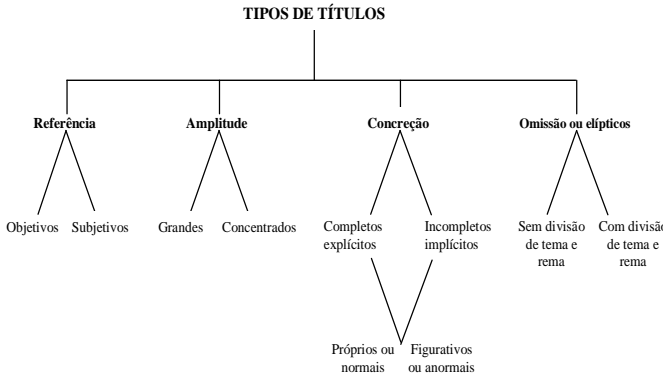 TIPOS DE TÍTULOS
Referência
Amplitude
Concreção
Omissão ou elípticos
Objetivos
Subjetivos
Grandes
Concentrados
Completos
explícitos
Incompletos
implícitos
Sem divisão
de tema e
rema
Com divisão
de tema e
rema
Próprios ou
normais
Figurativos
ou anormais